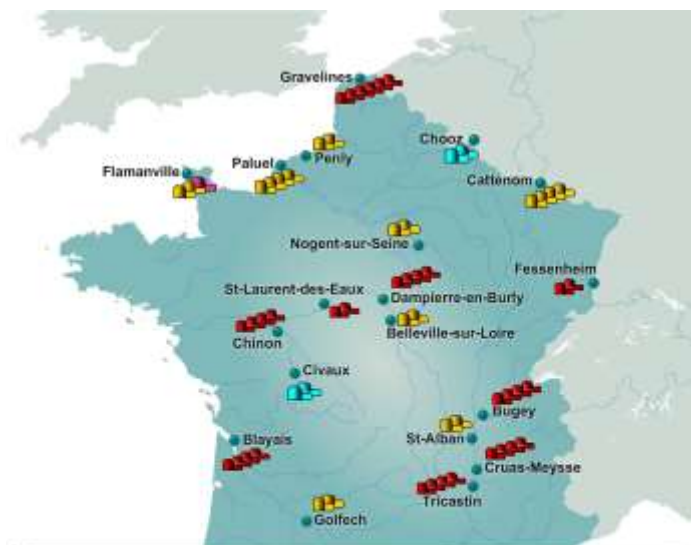 Gravelines
Chooz
Penly
Paluel
Flamanville
Cattenom
Nogent-sur-Seine
Fessenheim
St-Laurent-des-Eaux
Dampierre-en-Burly
Belleville-sur-Loire
Chinon
Civaux
Bugey
St-Alban
Blayais
Cruas-Meysse
Tricastin
Golfech